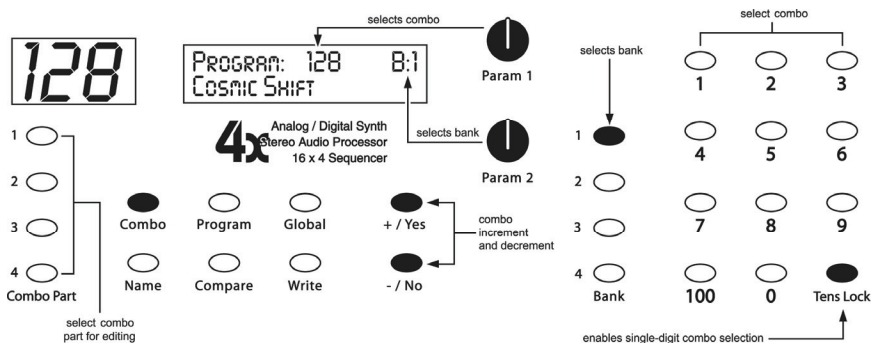 selects combo
select combo
128
PROGRAM: 128 B:1
COSMIC SHIFT
Param 1
selects bank
1 2 3
4x
Analog / Digital Synth
Stereo Audio Processor
16 x 4 Sequencer
selects bank
Param 2
1
2
3
4
Combo Part
select combo
part for editing
Combo Program Global + / Yes
Name Compare Write - / No
combo
increment
and decrement
1
2
3
4
Bank
4 5 6
7 8 9
100 0 Tens Lock
enables single-digit combo selection